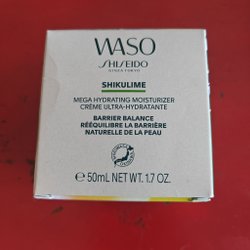 WASO
SHISEIDO
GINZA TOKYO
SHIKULIME
MEGA HYDRATING MOISTURIZER
CRÈME ULTRA-HYDRATANTE
BARRIER BALANCE
RÉÉQUILIBRE LA BARRIÈRE
NATURELLE DE LA PEAU
℮ 50mL NET WT. 1.7 OZ.